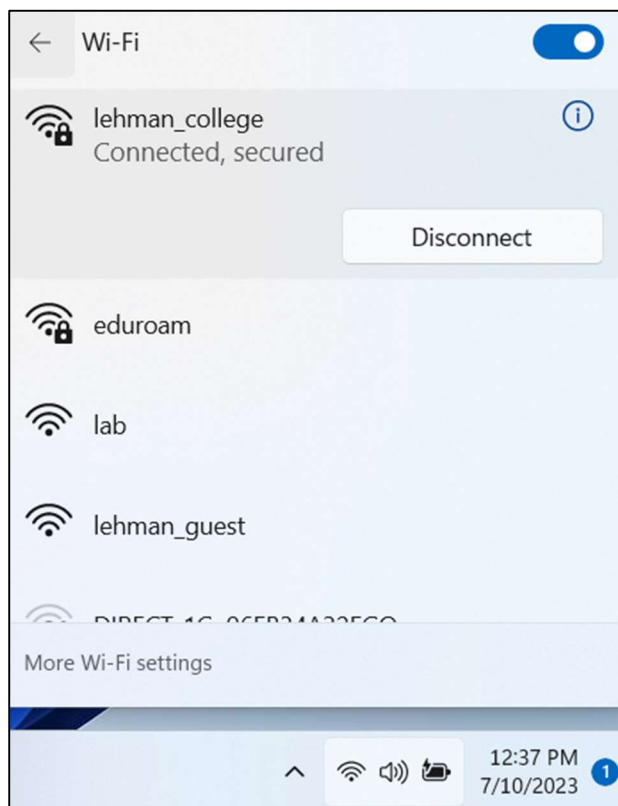 Wi-Fi
lehman_college
Connected, secured
Disconnect
eduroam
lab
lehman_guest
More Wi-Fi settings
12:37 PM
7/10/2023
1